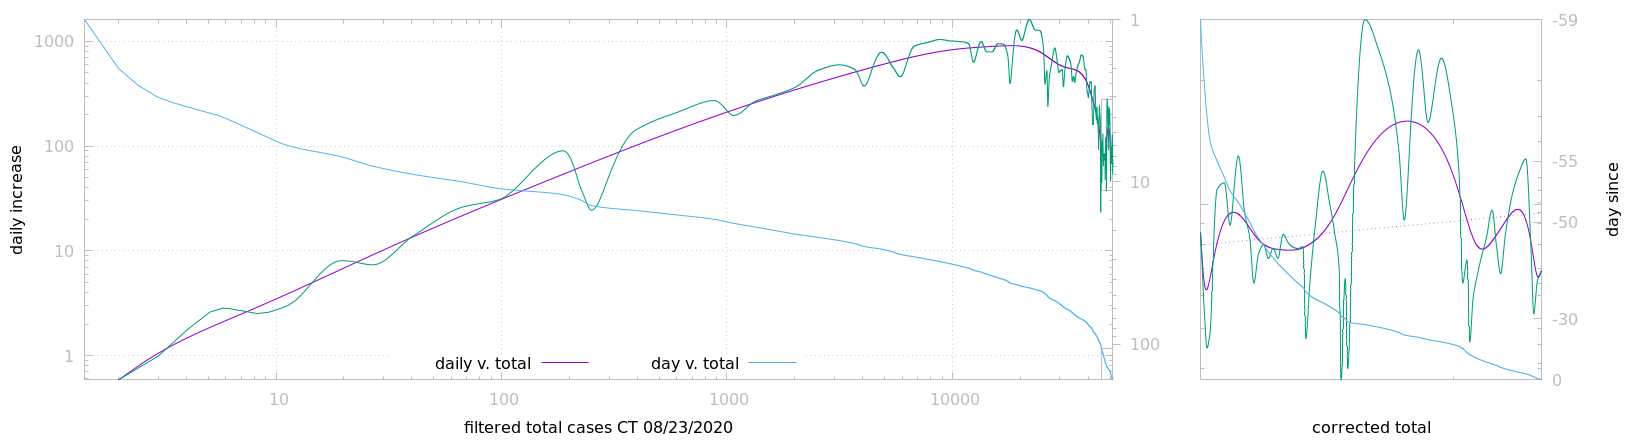 1000
100
10
1
daily increase
10
100
1000
10000
filtered total cases CT 08/23/2020
daily v. total
day v. total
1
10
100
-59
-55
-50
-30
0
day since
corrected total